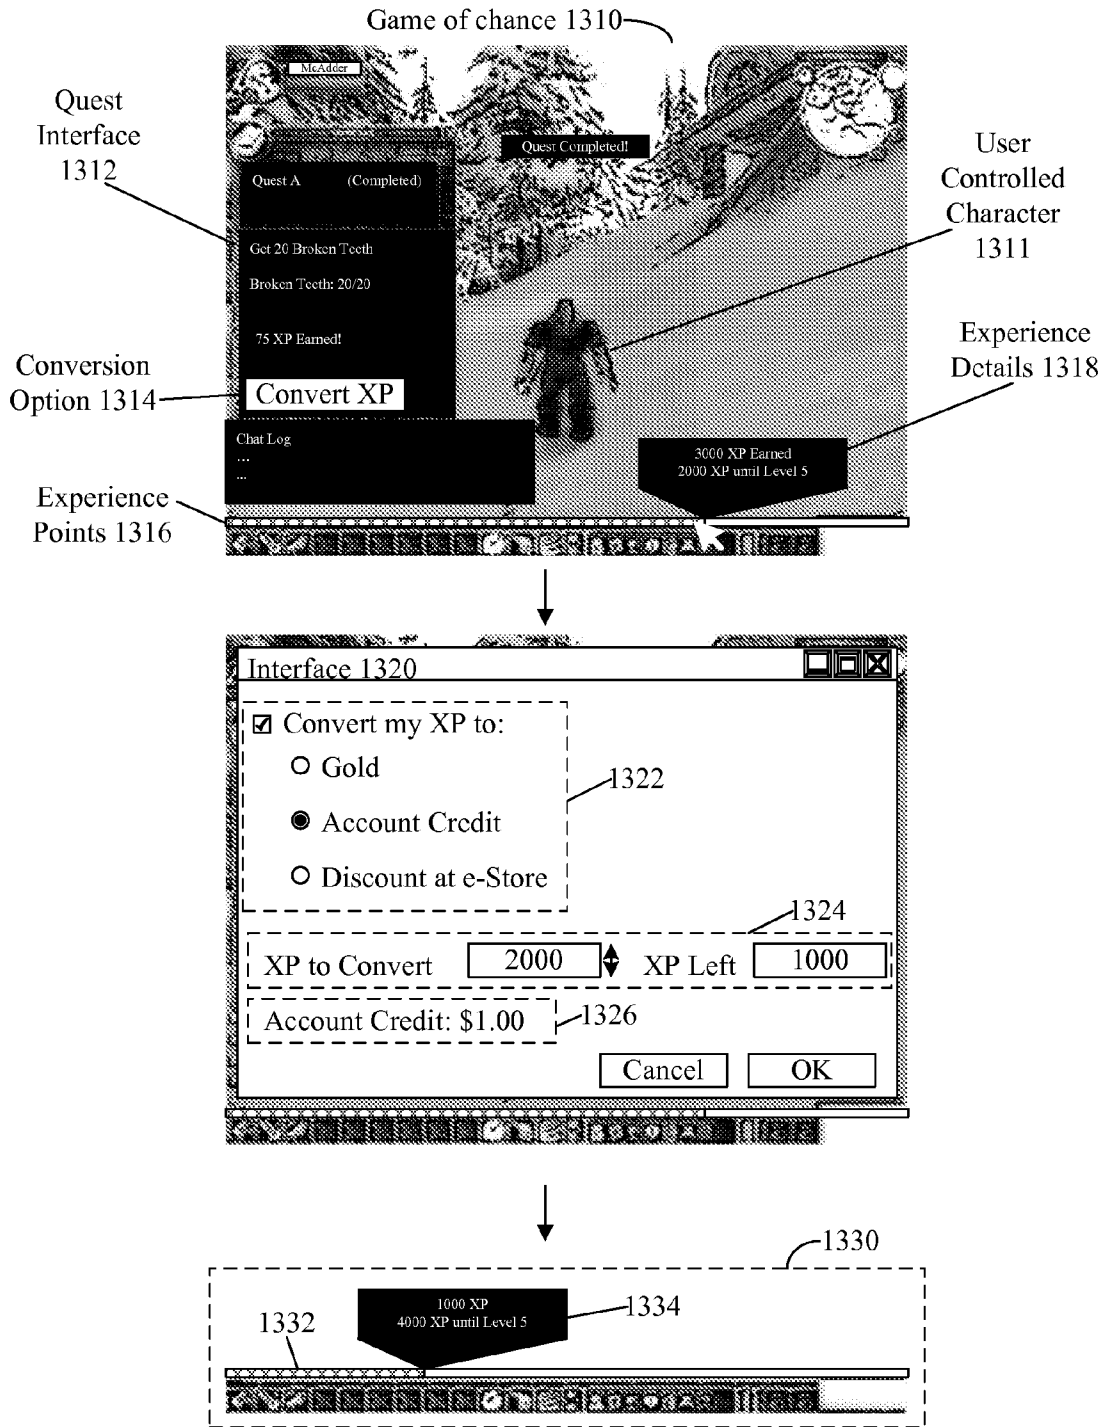 Game of chance 1310
McAdder
Quest
Interface
1312
Quest Completed!
User
Controlled
Character
1311
Quest A (Completed)
Get 20 Broken Teeth
Broken Teeth: 20/20
75 XP Earned!
Conversion
Option 1314
Convert XP
Experience
Details 1318
Chat Log
...
...
3000 XP Earned
2000 XP until Level 5
Experience
Points 1316
Interface 1320
Convert my XP to:
Gold
1322
Account Credit
Discount at e-Store
1324
XP to Convert 2000 XP Left 1000
Account Credit: $1.00
1326
Cancel OK
1330
1000 XP
4000 XP until Level 5
1334
1332